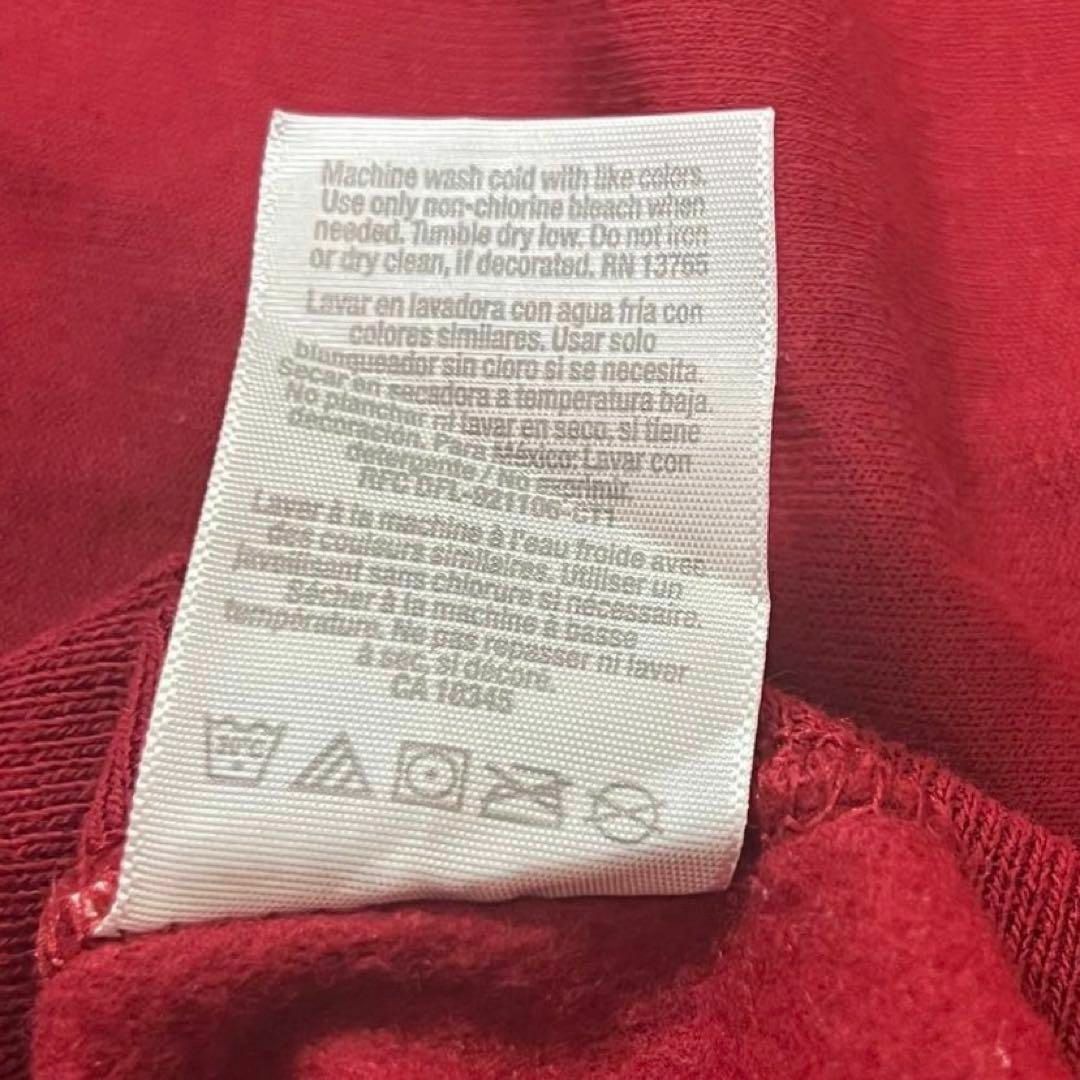 Machine wash cold with like colors.
Use only non-chlorine bleach when
needed. Tumble dry low. Do not iron
or dry clean, if decorated. RN 13765
Lavar en lavadora con agua fría con
colores similares. Usar solo
blanqueador sin cloro si se necesita.
Secar en secadora a temperatura baja.
No planchar ni lavar en seco, si tiene
decoración. Para México: Lavar con
detergente / No exprimir.
RFC DFL-921106-CT1
Laver à la machine à l'eau froide avec
des couleurs similaires. Utiliser un
javellisant sans chlorure si nécessaire.
Sécher à la machine à basse
température. Ne pas repasser ni laver
à sec, si décoré.
CA 18345